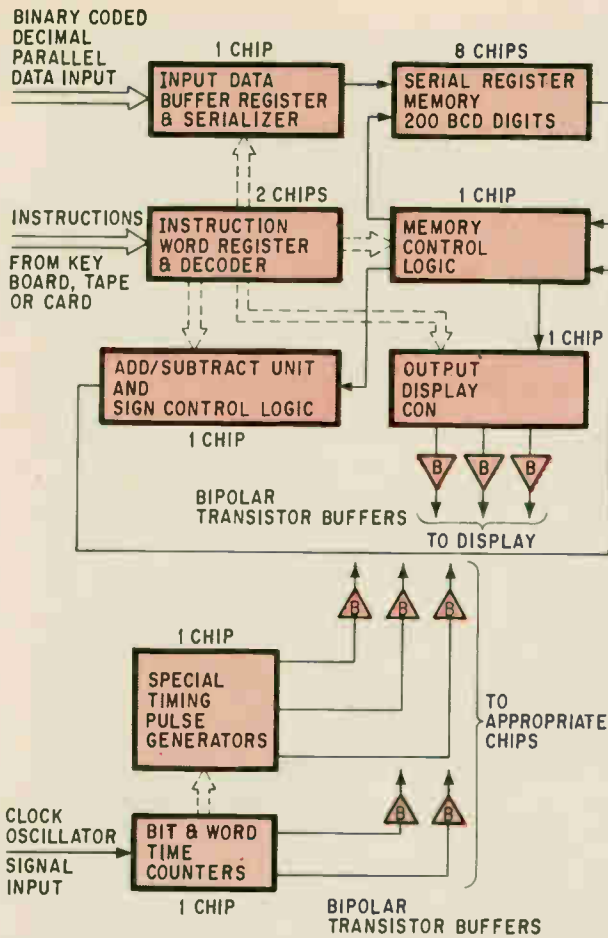 BINARY CODED
DECIMAL
PARALLEL
DATA INPUT
1 CHIP
INPUT DATA
BUFFER REGISTER
& SERIALIZER
8 CHIPS
SERIAL REGISTER
MEMORY
200 BCD DIGITS
INSTRUCTIONS
FROM KEY
BOARD, TAPE
OR CARD
2 CHIPS
INSTRUCTION
WORD REGISTER
& DECODER
1 CHIP
MEMORY
CONTROL
LOGIC
ADD/SUBTRACT UNIT
AND
SIGN CONTROL LOGIC
1 CHIP
1 CHIP
OUTPUT
DISPLAY
CON
B B B
BIPOLAR
TRANSISTOR BUFFERS
TO DISPLAY
B B B
1 CHIP
SPECIAL
TIMING
PULSE
GENERATORS
TO
APPROPRIATE
CHIPS
B B
CLOCK
OSCILLATOR
SIGNAL
INPUT
BIT & WORD
TIME
COUNTERS
1 CHIP
BIPOLAR
TRANSISTOR BUFFERS